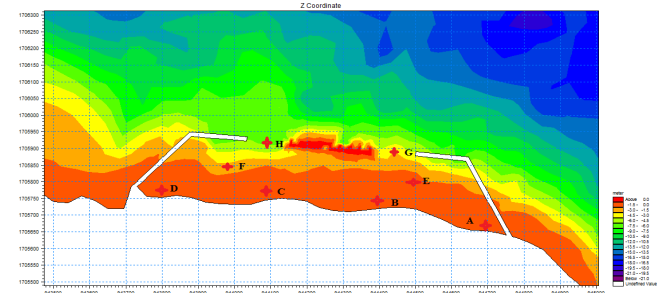 Z Coordinate
1706300
1706250
1706200
1706150
1706100
1706050
1706000
1705950
1705900
1705850
1705800
1705750
1705700
1705650
1705600
1705550
1705500
H
G
F
E
D
C
B
A
meter
Above 0.0
-1.5 - 0.0
-3.0 - -1.5
-4.5 - -3.0
-6.0 - -4.5
-7.5 - -6.0
-9.0 - -7.5
-10.5 - -9.0
-12.0 - -10.5
-13.5 - -12.0
-15.0 - -13.5
-16.5 - -15.0
-18.0 - -16.5
-19.5 - -18.0
-21.0 - -19.5
Below -21.0
Undefined Value